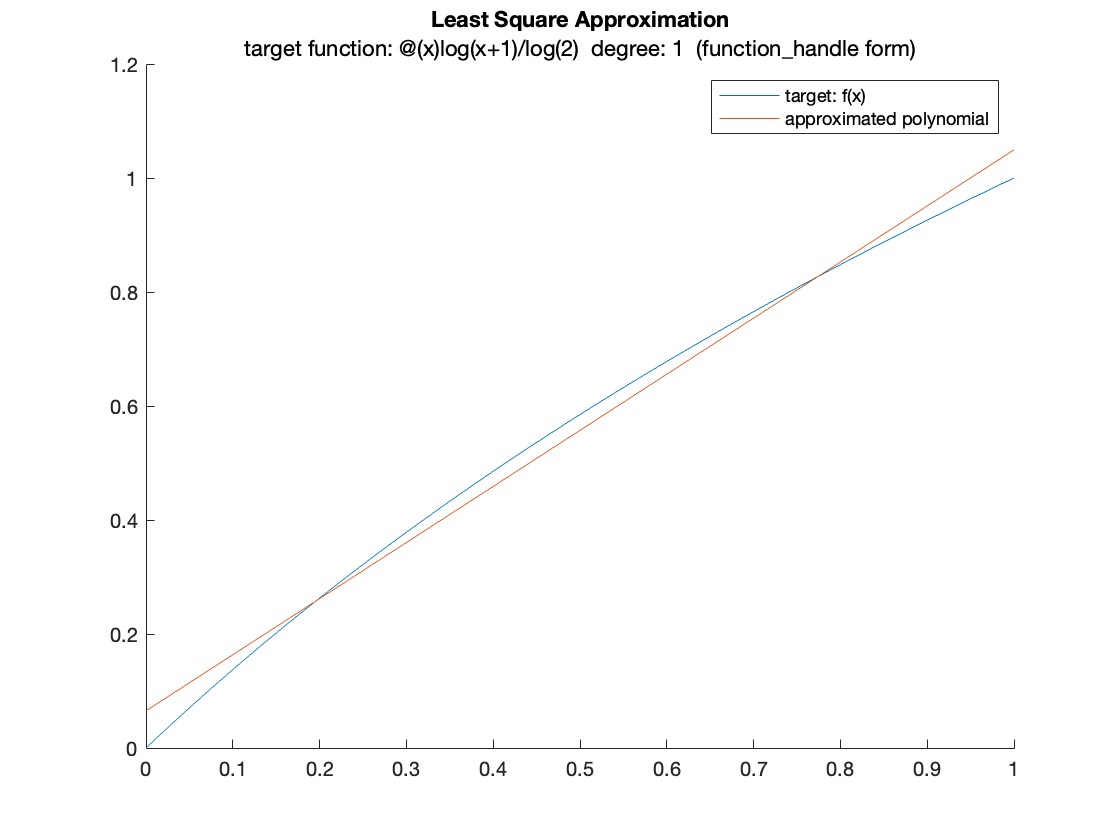 Least Square Approximation
target function: @(x)log(x+1)/log(2)  degree: 1  (function_handle form)
1.2
target: f(x)
approximated polynomial
1
0.8
0.6
0.4
0.2
0
0 0.1 0.2 0.3 0.4 0.5 0.6 0.7 0.8 0.9 1